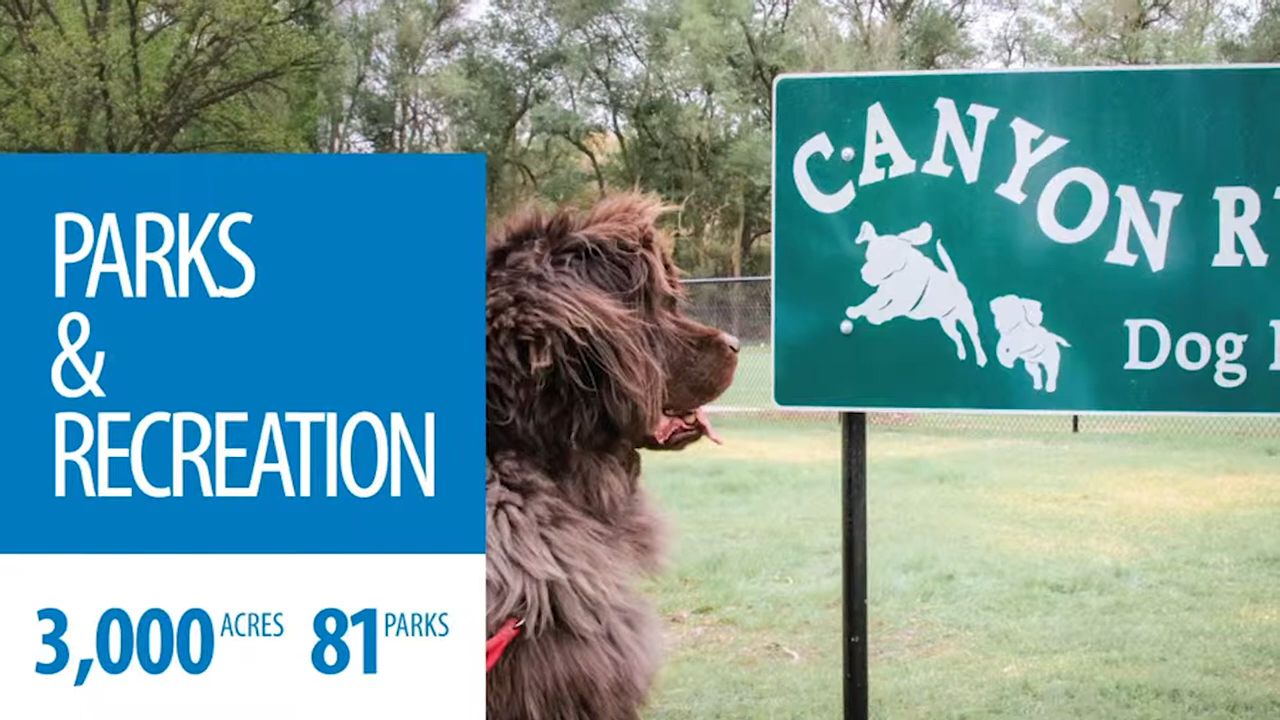 PARKS
&
RECREATION
3,000 ACRES 81 PARKS
CANYON
Dog